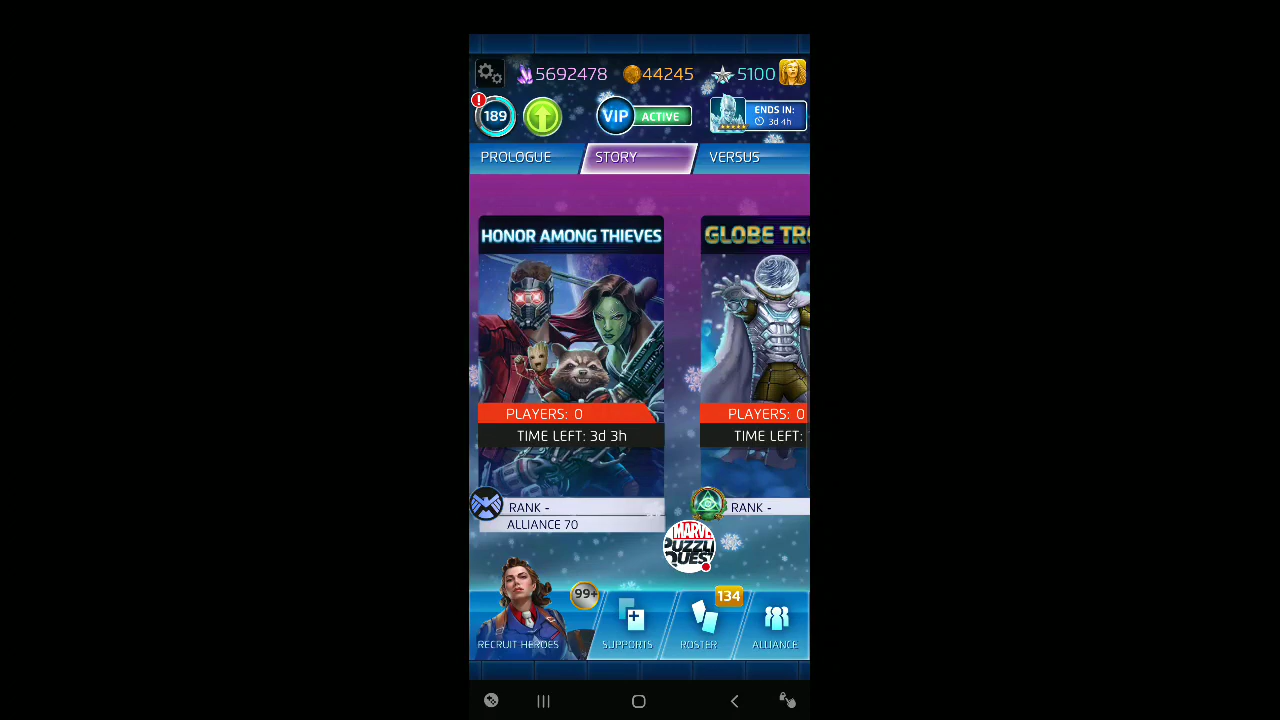 5692478
44245
5100
!
189
VIP
ACTIVE
ENDS IN:
3d 4h
PROLOGUE
STORY
VERSUS
HONOR AMONG THIEVES
GLOBE TRO
PLAYERS: 0
PLAYERS: 0
TIME LEFT: 3d 3h
TIME LEFT:
RANK -
RANK -
ALLIANCE 70
MARVEL
PUZZLE
QUEST
99+
134
RECRUIT HEROES
SUPPORTS
ROSTER
ALLIANCE